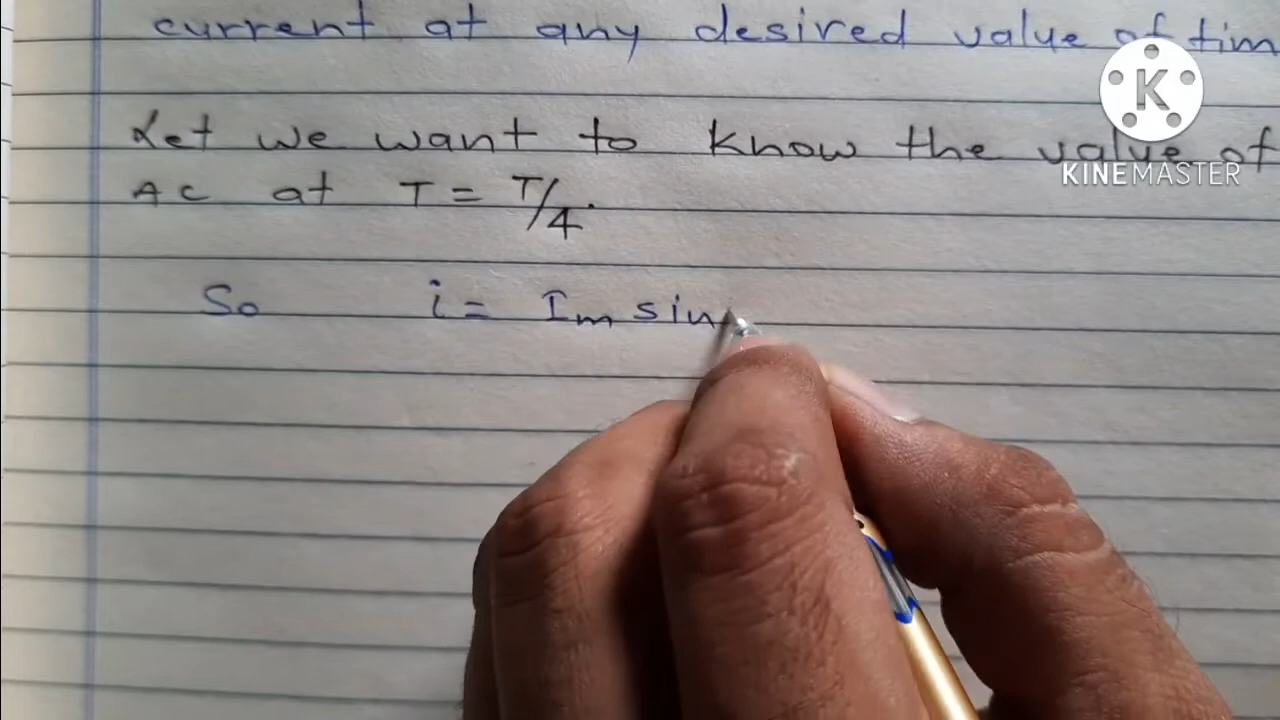 current at any desired value of tim
Let we want to know the value of
AC at T = T/4.
So i = Im sin
K
KINEMASTER